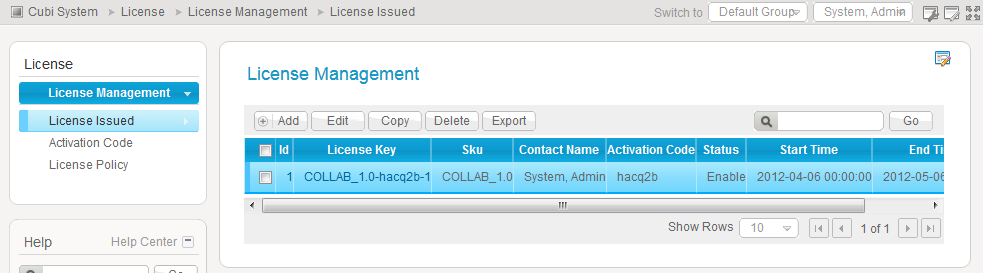 Cubi System License License Management License Issued Switch to Default Group System, Admin
License
License Management
License Issued
Activation Code
License Policy
Help Help Center
Go
License Management
Add Edit Copy Delete Export Go
Id License Key Sku Contact Name Activation Code Status Start Time End Ti
1 COLLAB_1.0-hacq2b-1 COLLAB_1.0 System, Admin hacq2b Enable 2012-04-06 00:00:00 2012-05-06
Show Rows 10 1 of 1